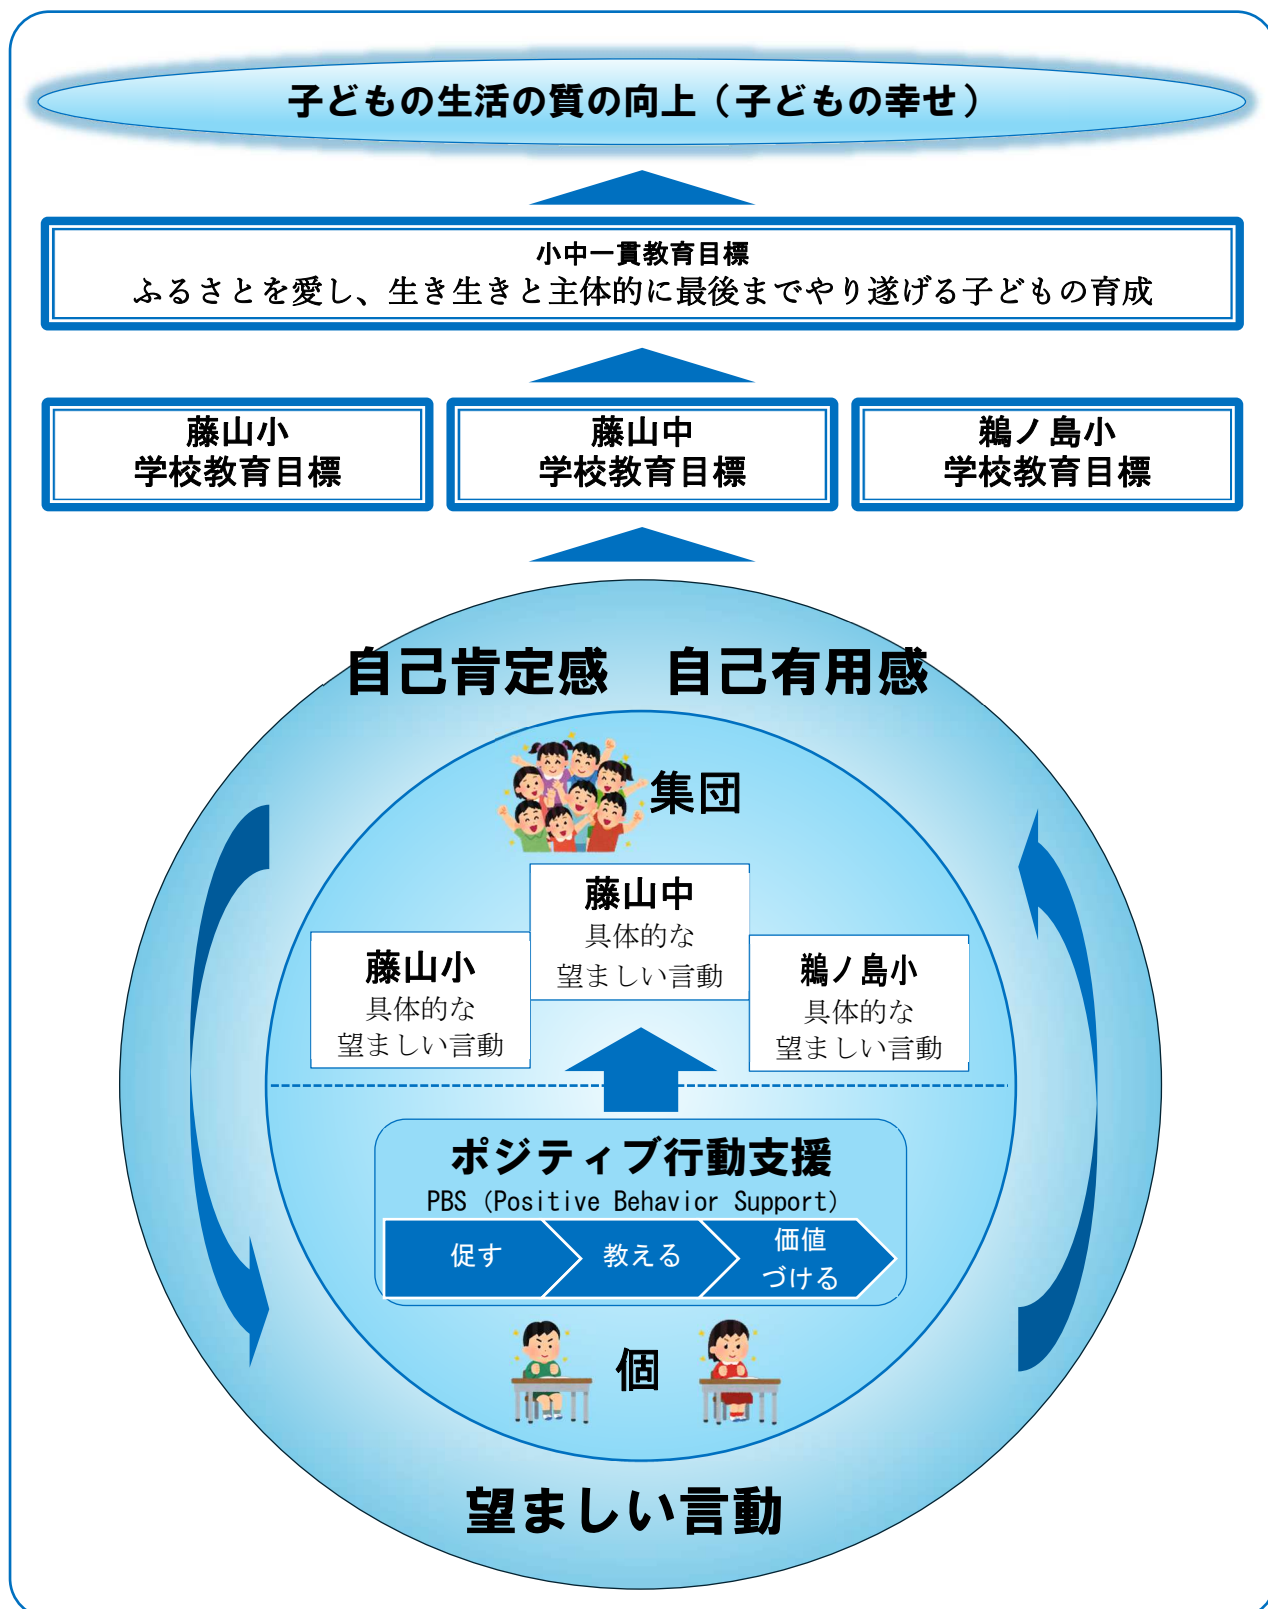 子どもの生活の質の向上（子どもの幸せ）
小中一貫教育目標
ふるさとを愛し、生き生きと主体的に最後までやり遂げる子どもの育成
藤山小
学校教育目標
藤山中
学校教育目標
鵜ノ島小
学校教育目標
自己肯定感　自己有用感
集団
藤山小
具体的な
望ましい言動
藤山中
具体的な
望ましい言動
鵜ノ島小
具体的な
望ましい言動
ポジティブ行動支援
PBS（Positive Behavior Support）
促す
教える
価値
づける
個
望ましい言動